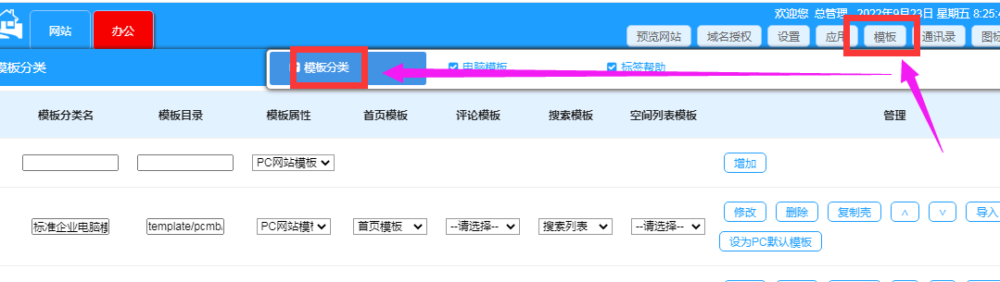 欢迎您 总管理 2022年9月23日 星期五 8:25:4
网站 办公
预览网站 域名授权 设置 应用 模板 通讯录 图标
模板分类 模板分类 电脑模板 标签帮助
模板分类名 模板目录 模板属性 首页模板 评论模板 搜索模板 空间列表模板 管理
PC网站模板 增加
标准企业电脑模 template/pcmb/ PC网站模 首页模板 --请选择-- 搜索列表 --请选择-- 修改 删除 复制壳 ∧ ∨ 导入
设为PC默认模板